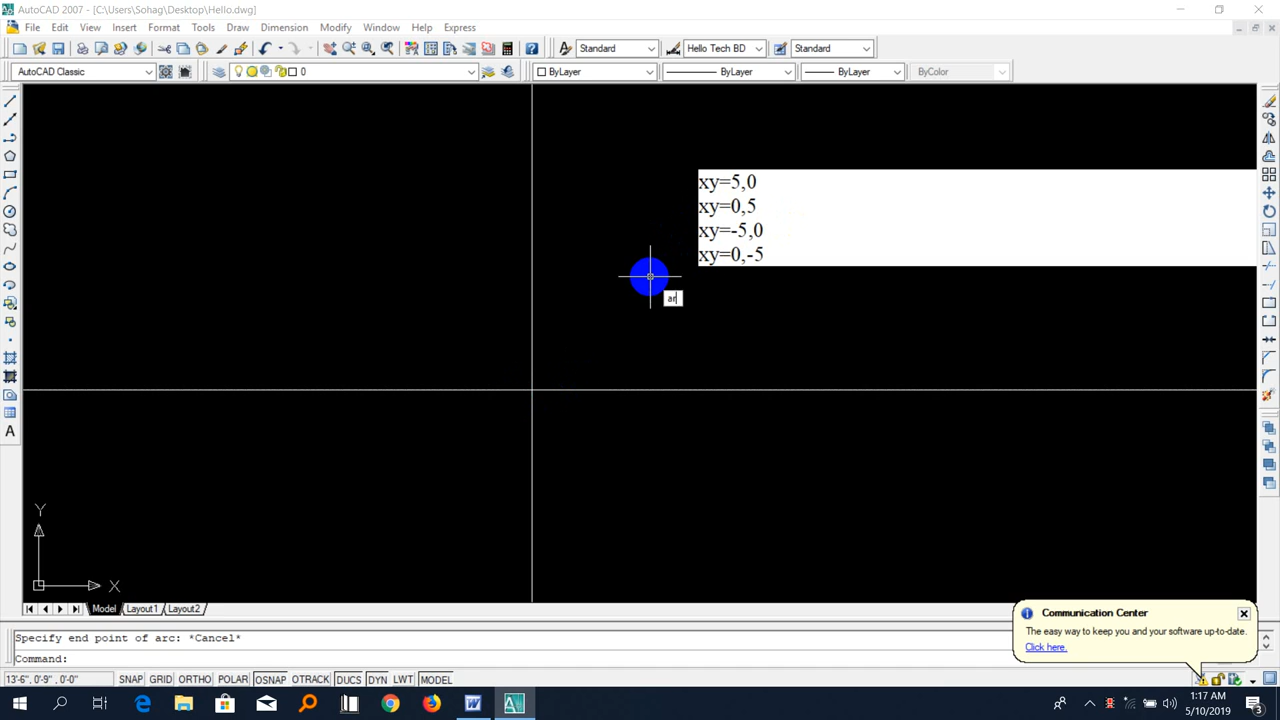 AutoCAD 2007 - [C:\Users\Sohag\Desktop\Hello.dwg]
File Edit View Insert Format Tools Draw Dimension Modify Window Help Express
Standard Hello Tech BD Standard
AutoCAD Classic 0 ByLayer ByLayer ByLayer ByColor
xy=5,0
xy=0,5
xy=-5,0
xy=0,-5
ar
A
Y
X
Model Layout1 Layout2
Communication Center
The easy way to keep you and your software up-to-date.
Click here.
Specify end point of arc: *Cancel*
Command:
13'-6", 0'-9" , 0'-0" SNAP GRID ORTHO POLAR OSNAP OTRACK DUCS DYN LWT MODEL
1:17 AM
5/10/2019
3